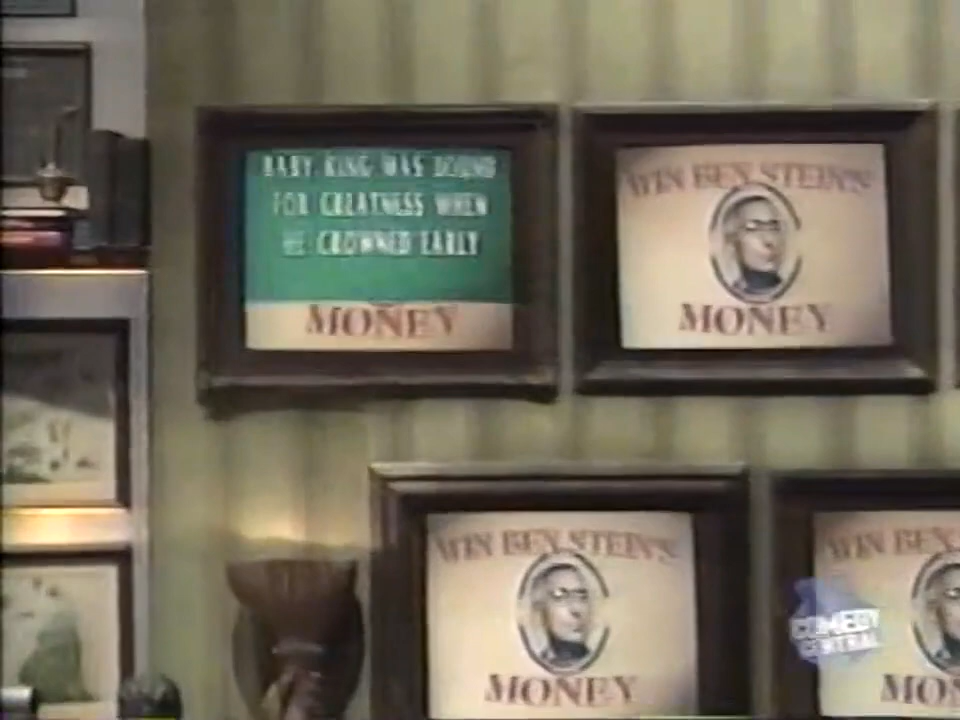 BABY KING WAS BOUND
FOR GREATNESS WHEN
HE CROWNED EARLY
MONEY
WIN BEN STEIN'S
MONEY
WIN BEN STEIN'S
MONEY
WIN BEN
MON
COMEDY
CENTRAL